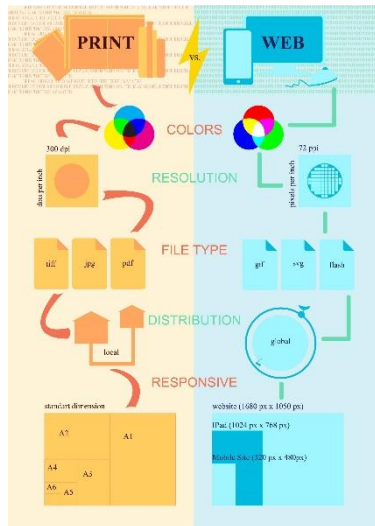 PRINT
VS.
WEB
COLORS
300 dpi
dots per inch
RESOLUTION
72 ppi
pixels per inch
FILE TYPE
tiff
jpg
pdf
gif
svg
flash
DISTRIBUTION
local
global
RESPONSIVE
standart dimension
A2
A1
A4
A3
A6
A5
website (1680 px x 1050 px)
iPad (1024 px x 768 px)
Mobile Site (320 px x 480px)